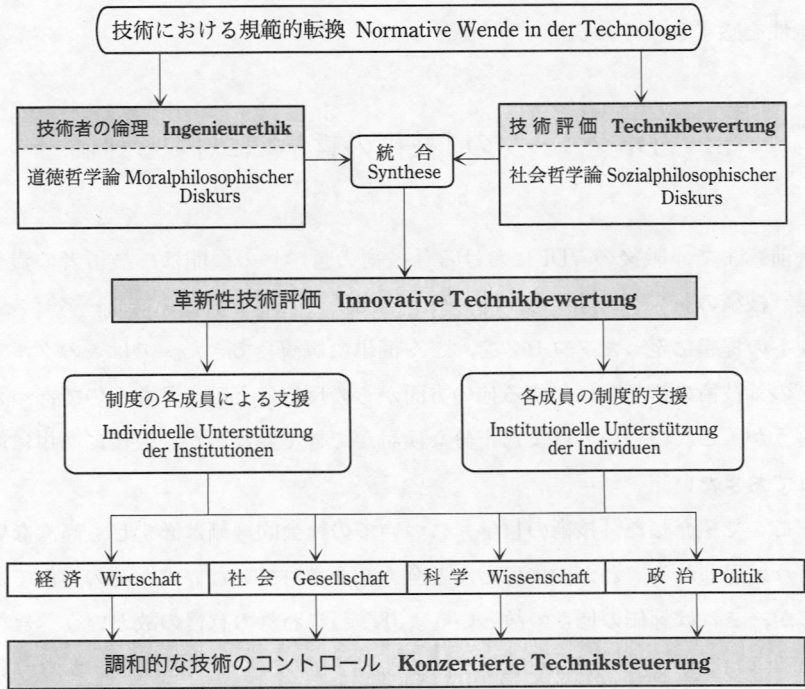 技術における規範的転換 Normative Wende in der Technologie
技術者の倫理 Ingenieurethik
道徳哲学論 Moralphilosophischer
Diskurs
統 合
Synthese
技 術 評 価 Technikbewertung
社会哲学論 Sozialphilosophischer
Diskurs
革新性技術評価 Innovative Technikbewertung
制度の各成員による支援
Individuelle Unterstützung
der Institutionen
各成員の制度的支援
Institutionelle Unterstützung
der Individuen
経 済 Wirtschaft
社 会 Gesellschaft
科 学 Wissenschaft
政 治 Politik
調和的な技術のコントロール Konzertierte Techniksteuerung